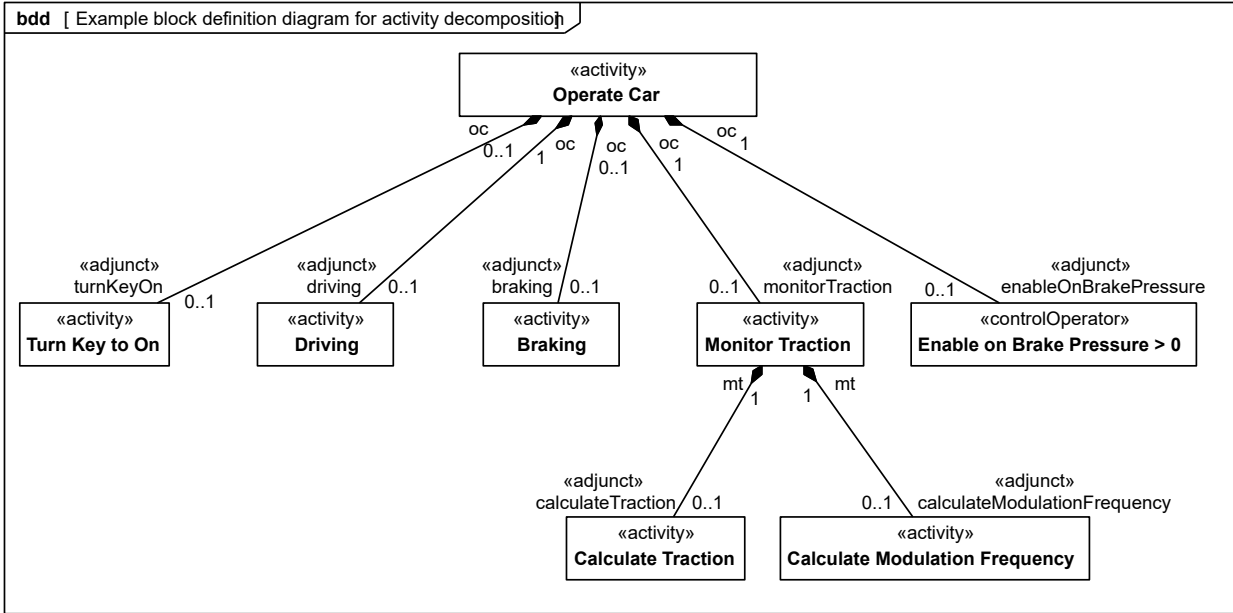 bdd [ Example block definition diagram for activity decomposition]
«activity»
Operate Car
oc
0..1
1
oc
oc
0..1
oc
1
oc
1
«adjunct»
turnKeyOn
0..1
«adjunct»
driving
0..1
«adjunct»
braking
0..1
0..1
«adjunct»
monitorTraction
0..1
«adjunct»
enableOnBrakePressure
«activity»
Turn Key to On
«activity»
Driving
«activity»
Braking
«activity»
Monitor Traction
«controlOperator»
Enable on Brake Pressure > 0
mt
1
1
mt
«adjunct»
calculateTraction
0..1
0..1
«adjunct»
calculateModulationFrequency
«activity»
Calculate Traction
«activity»
Calculate Modulation Frequency